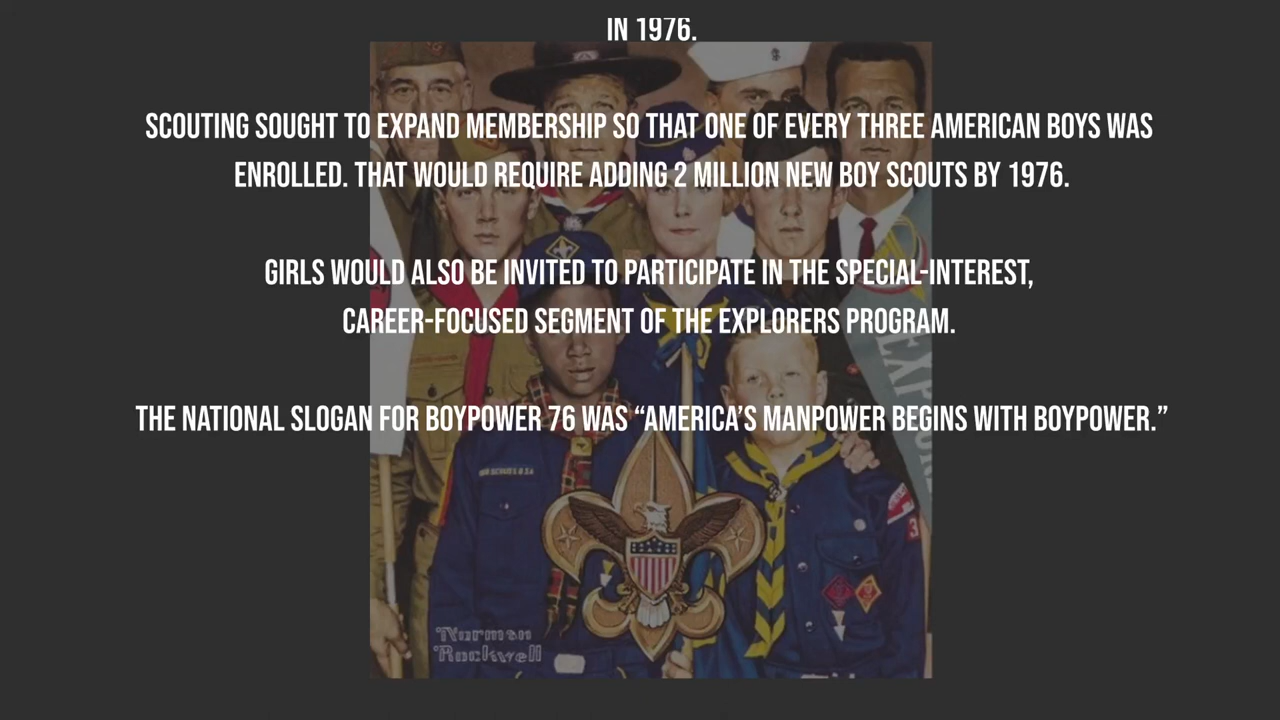 IN 1976.
SCOUTING SOUGHT TO EXPAND MEMBERSHIP SO THAT ONE OF EVERY THREE AMERICAN BOYS WAS
ENROLLED. THAT WOULD REQUIRE ADDING 2 MILLION NEW BOY SCOUTS BY 1976.
GIRLS WOULD ALSO BE INVITED TO PARTICIPATE IN THE SPECIAL-INTEREST,
CAREER-FOCUSED SEGMENT OF THE EXPLORERS PROGRAM.
THE NATIONAL SLOGAN FOR BOYPOWER 76 WAS “AMERICA’S MANPOWER BEGINS WITH BOYPOWER.”
BOY SCOUTS U S A
Norman
Rockwell